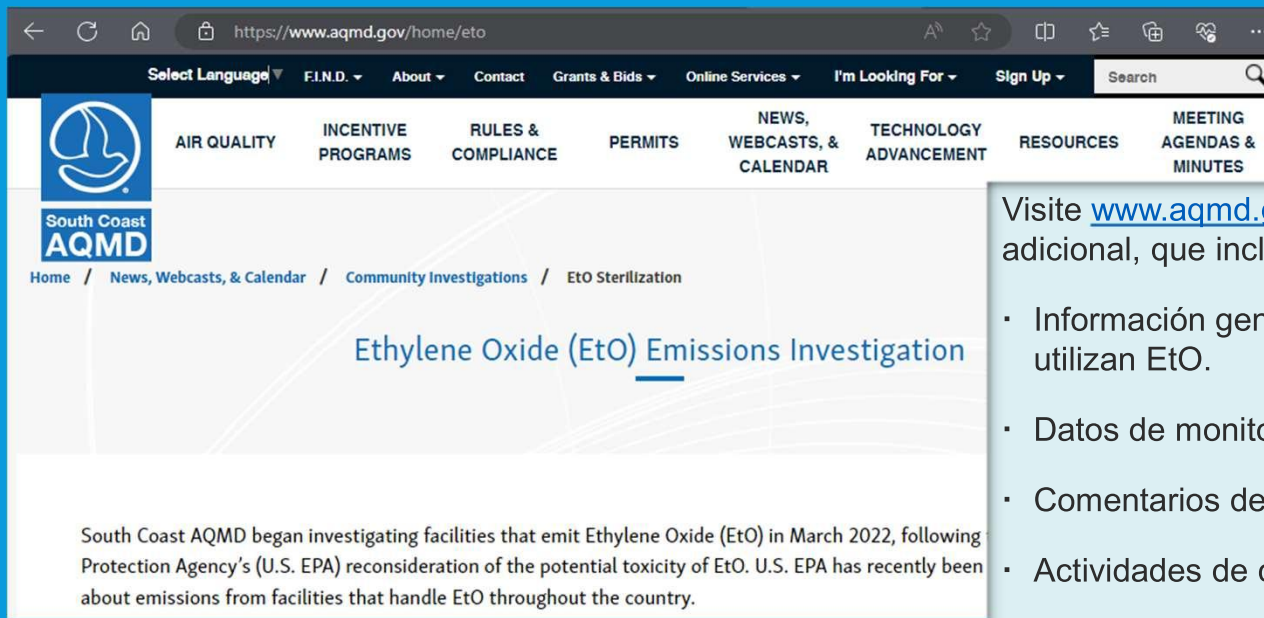 https://www.aqmd.gov/home/eto
Select Language F.I.N.D. About Contact Grants & Bids Online Services I'm Looking For Sign Up Search
AIR QUALITY
INCENTIVE
PROGRAMS
RULES &
COMPLIANCE
PERMITS
NEWS,
WEBCASTS, &
CALENDAR
TECHNOLOGY
ADVANCEMENT
RESOURCES
MEETING
AGENDAS &
MINUTES
South Coast
AQMD
Home / News, Webcasts, & Calendar / Community Investigations / EtO Sterilization
Ethylene Oxide (EtO) Emissions Investigation
South Coast AQMD began investigating facilities that emit Ethylene Oxide (EtO) in March 2022, following
Protection Agency's (U.S. EPA) reconsideration of the potential toxicity of EtO. U.S. EPA has recently been
about emissions from facilities that handle EtO throughout the country.
Visite www.aqmd.
adicional, que incl
· Información gen
utilizan EtO.
· Datos de monito
· Comentarios de
· Actividades de